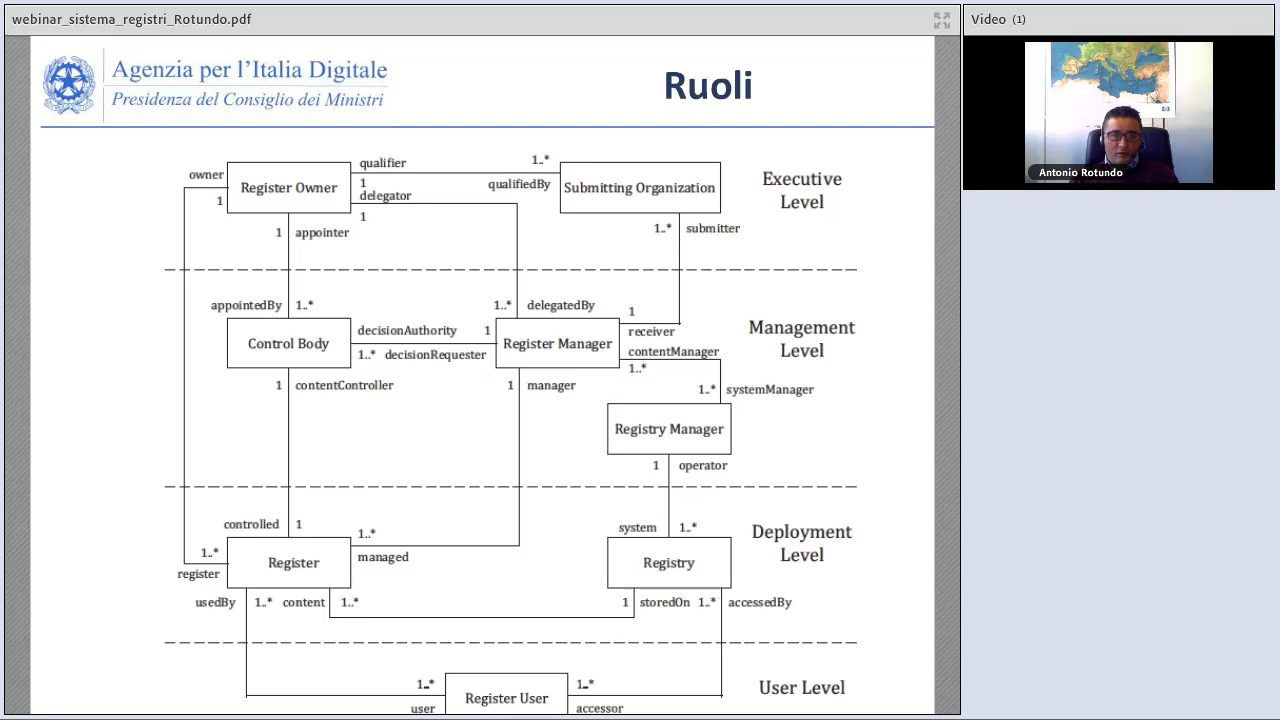 webinar_sistema_registri_Rotundo.pdf
Video (1)
Agenzia per l'Italia Digitale
Presidenza del Consiglio dei Ministri
Ruoli
Antonio Rotundo
owner
1
Register Owner
qualifier
1
delegator
1
1..*
qualifiedBy
Submitting Organization
Executive
Level
1
appointer
1..*
submitter
appointedBy
1..*
1..*
delegatedBy
Control Body
decisionAuthority
1
1..*
decisionRequester
Register Manager
1
receiver
contentManager
1..*
Management
Level
1
contentController
1
manager
1..*
systemManager
Registry Manager
1
operator
controlled
1
1..*
managed
system
1..*
Deployment
Level
1..*
register
Register
Registry
usedBy
1..*
content
1..*
1
storedOn
1..*
accessedBy
1..*
user
Register User
1..*
accessor
User Level